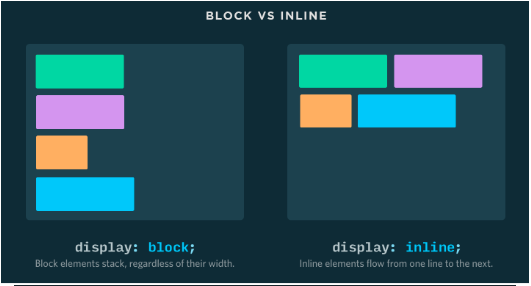 BLOCK VS INLINE
display: block;
Block elements stack, regardless of their width.
display: inline;
Inline elements flow from one line to the next.